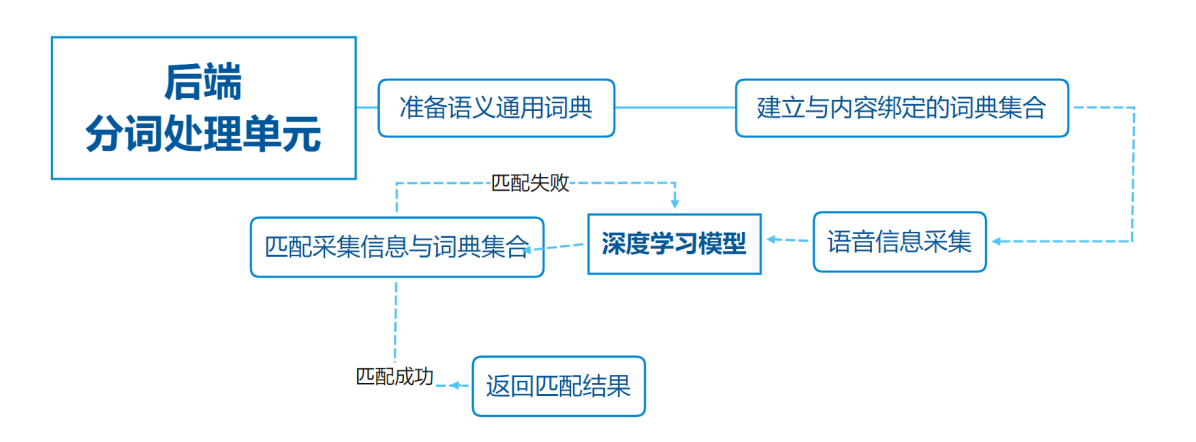 后端
分词处理单元
准备语义通用词典
建立与内容绑定的词典集合
匹配失败
匹配采集信息与词典集合
深度学习模型
语音信息采集
匹配成功
返回匹配结果